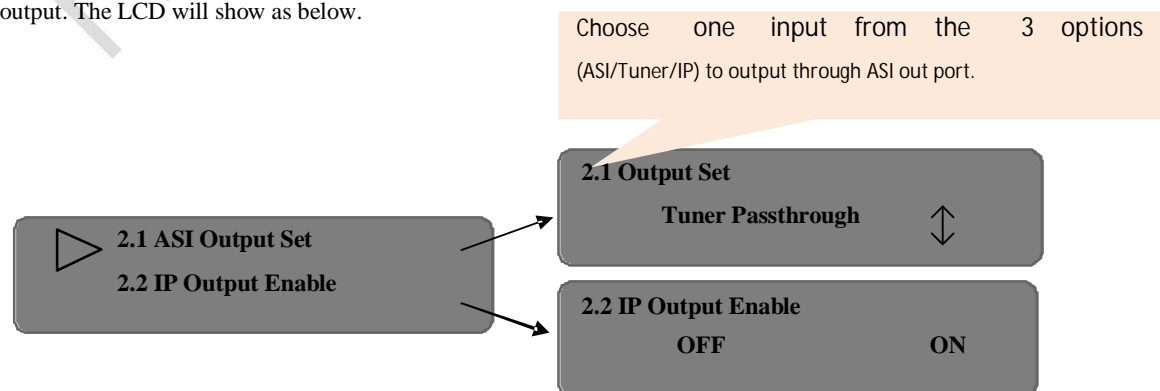 output. The LCD will show as below.
Choose one input from the 3 options
(ASI/Tuner/IP) to output through ASI out port.
2.1 Output Set
Tuner Passthrough
2.1 ASI Output Set
2.2 IP Output Enable
2.2 IP Output Enable
OFF ON